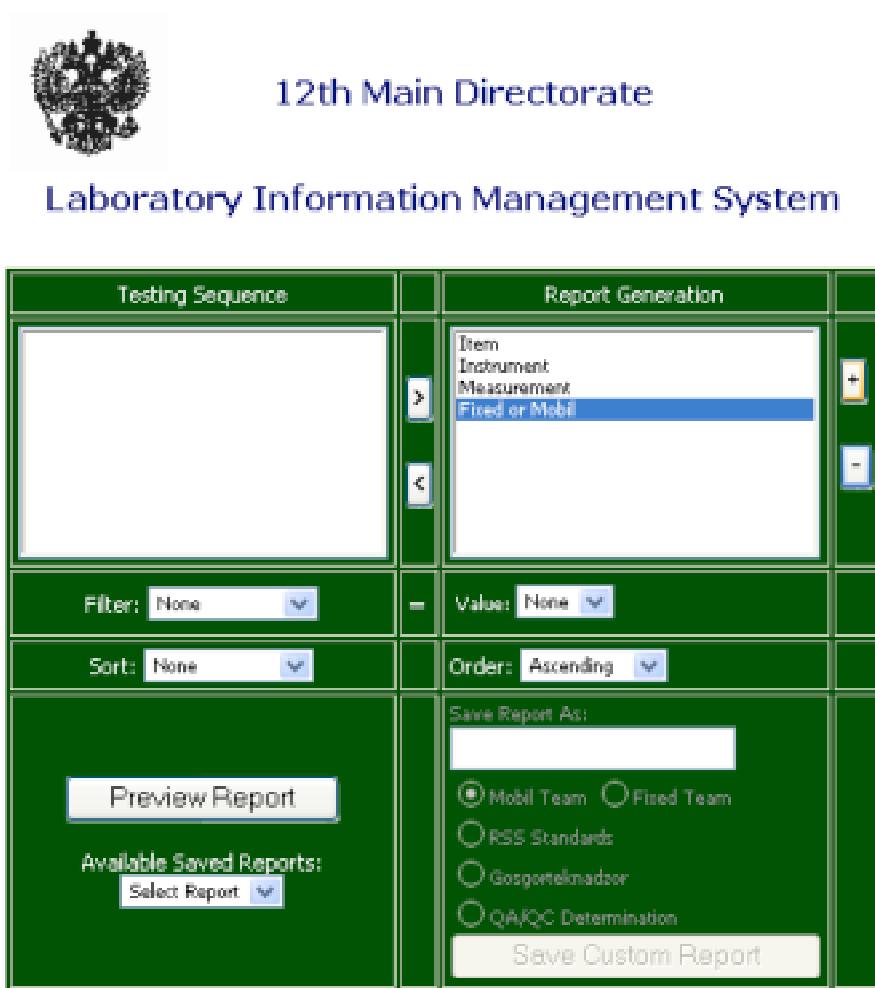 12th Main Directorate
Laboratory Information Management System
Testing Sequence
Report Generation
Item
Instrument
Measurement
Fixed or Mobil
>
<
+
-
Filter: None
=
Value: None
Sort: None
Order: Ascending
Save Report As:
Preview Report
Mobil Team Fixed Team
RSS Standards
Available Saved Reports:
Select Report
Gosgorteknadzor
QA/QC Determination
Save Custom Report